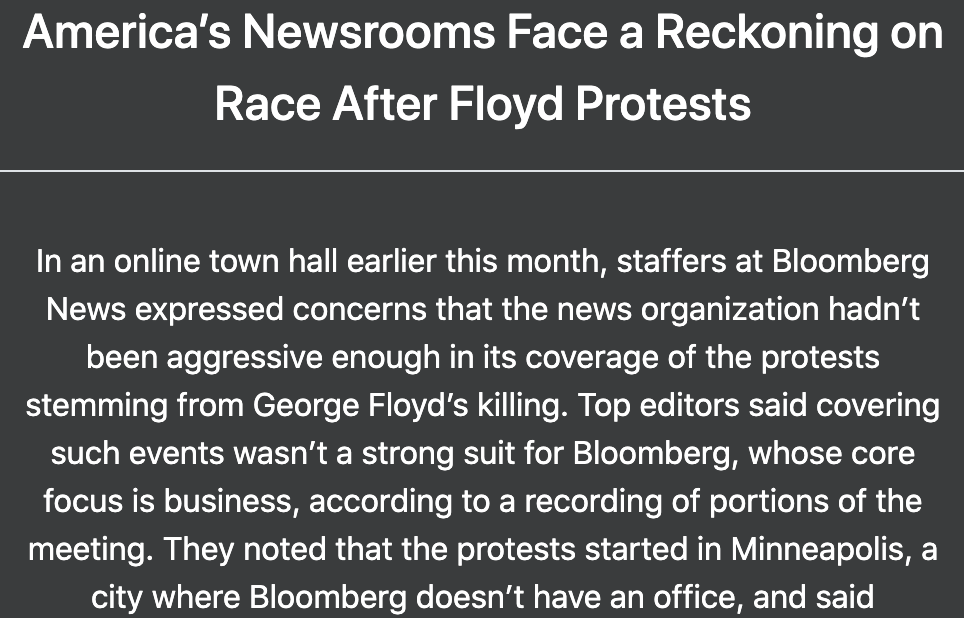 America’s Newsrooms Face a Reckoning on
Race After Floyd Protests
In an online town hall earlier this month, staffers at Bloomberg
News expressed concerns that the news organization hadn’t
been aggressive enough in its coverage of the protests
stemming from George Floyd’s killing. Top editors said covering
such events wasn’t a strong suit for Bloomberg, whose core
focus is business, according to a recording of portions of the
meeting. They noted that the protests started in Minneapolis, a
city where Bloomberg doesn’t have an office, and said